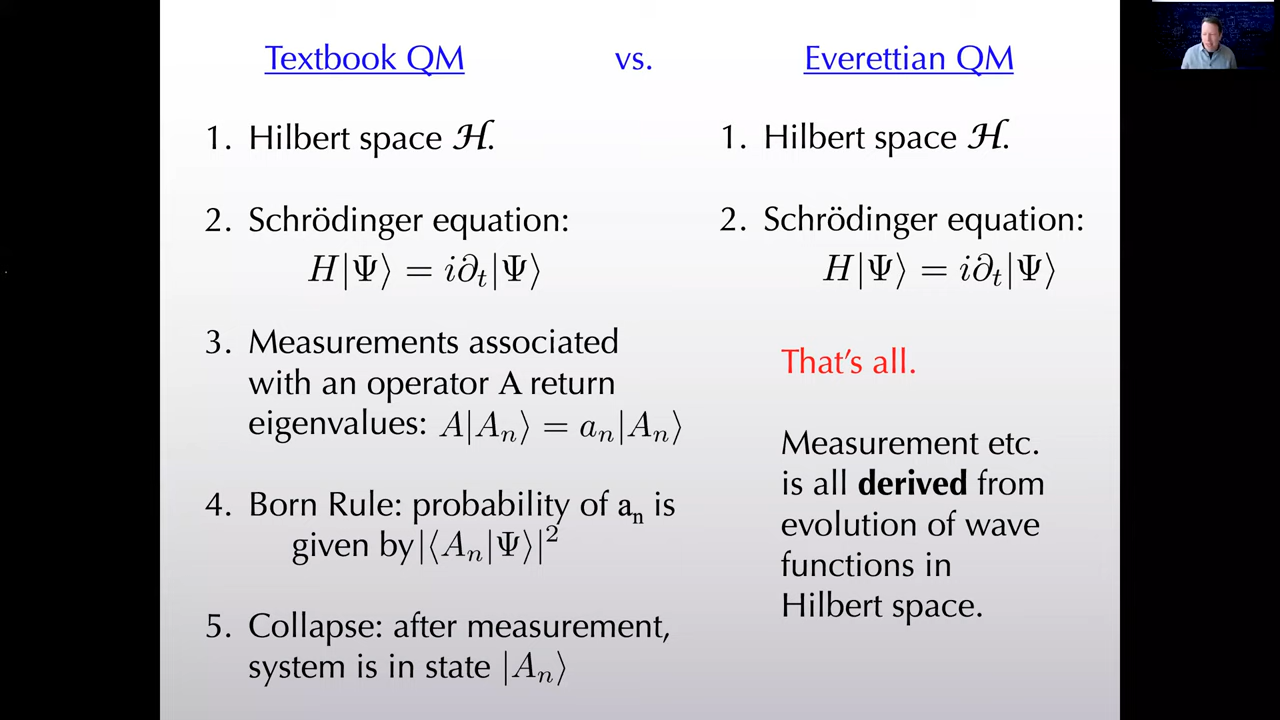 Textbook QM vs. Everettian QM
1. Hilbert space ℋ.
2. Schrödinger equation:
H|Ψ⟩ = i∂ₜ|Ψ⟩
3. Measurements associated
with an operator A return
eigenvalues: A|Aₙ⟩ = aₙ|Aₙ⟩
4. Born Rule: probability of aₙ is
given by |⟨Aₙ|Ψ⟩|²
5. Collapse: after measurement,
system is in state |Aₙ⟩
1. Hilbert space ℋ.
2. Schrödinger equation:
H|Ψ⟩ = i∂ₜ|Ψ⟩
That’s all.
Measurement etc.
is all derived from
evolution of wave
functions in
Hilbert space.